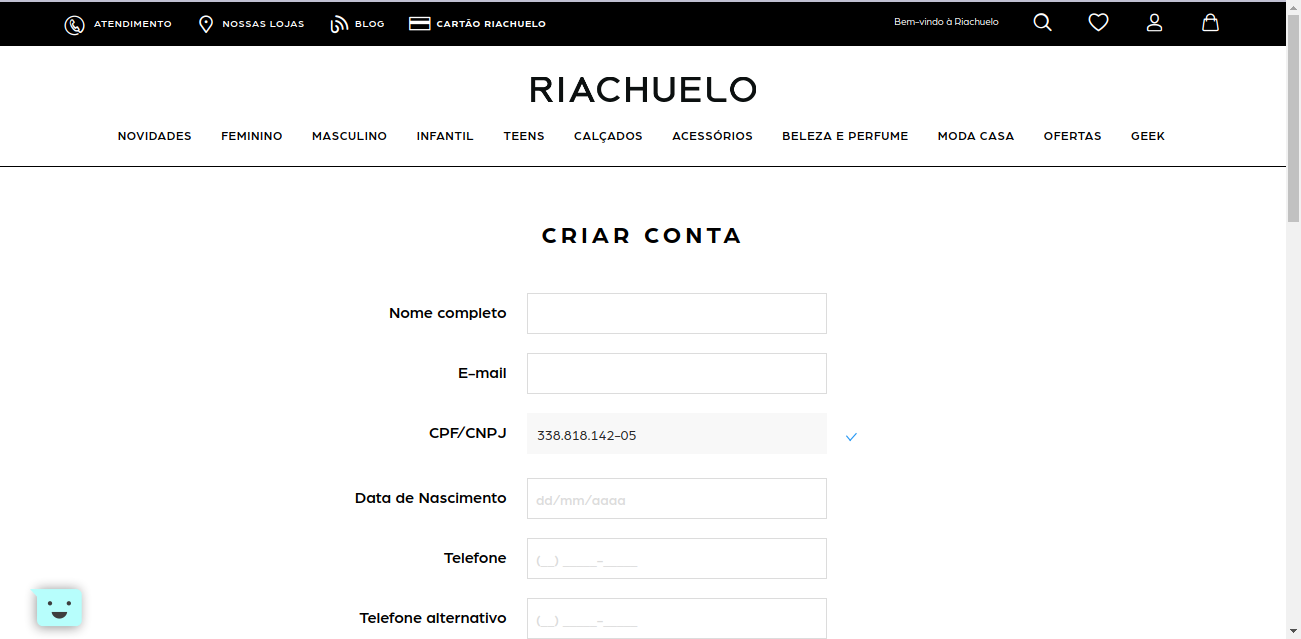 ATENDIMENTO NOSSAS LOJAS BLOG CARTÃO RIACHUELO Bem-vindo à Riachuelo
RIACHUELO
NOVIDADES FEMININO MASCULINO INFANTIL TEENS CALÇADOS ACESSÓRIOS BELEZA E PERFUME MODA CASA OFERTAS GEEK
CRIAR CONTA
Nome completo
E-mail
CPF/CNPJ 338.818.142-05
Data de Nascimento dd/mm/aaaa
Telefone (__) _____-_____
Telefone alternativo (__) _____-_____